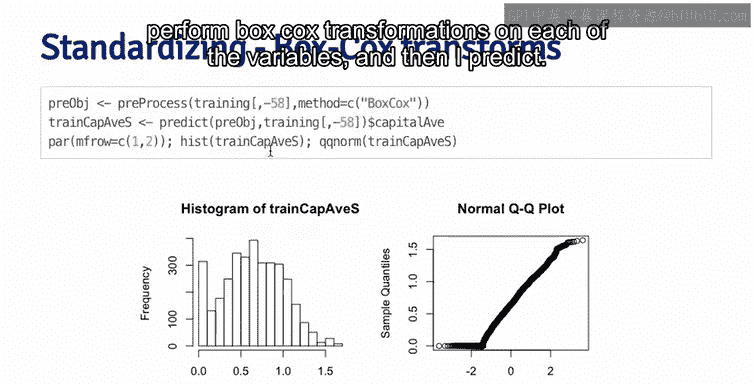 perform box cox transformations on each of
the variables, and then I predict.
Standardizing - Box-Cox transforms
preObj <- preProcess(training[,-58],method=c("BoxCox"))
trainCapAveS <- predict(preObj,training[,-58])$capitalAve
par(mfrow=c(1,2)); hist(trainCapAveS); qqnorm(trainCapAveS)
Histogram of trainCapAveS
Frequency
300
100
0
0.0 0.5 1.0 1.5
Normal Q-Q Plot
Sample Quantiles
1.5
1.0
0.5
0.0
-2 0 2